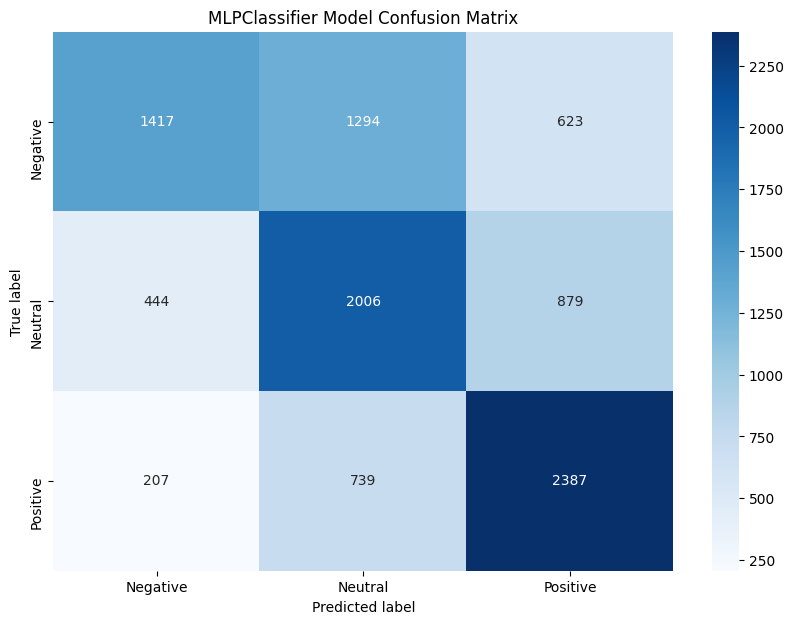 MLPClassifier Model Confusion Matrix
True label
Negative
1417 1294 623
Neutral
444 2006 879
Positive
207 739 2387
Negative Neutral Positive
Predicted label
2250
2000
1750
1500
1250
1000
750
500
250